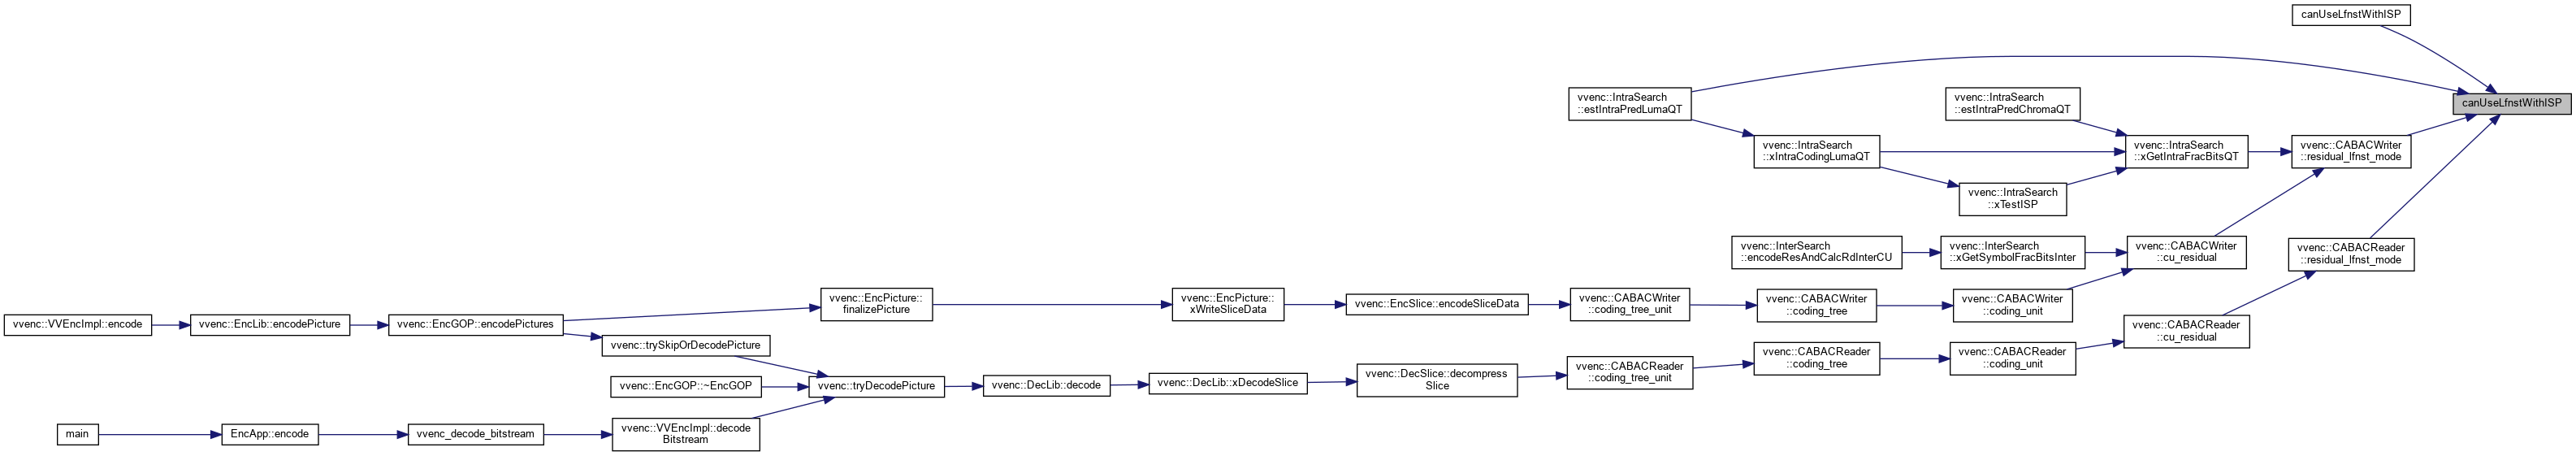 canUseLfnstWithISP
vvenc::IntraSearch
::estIntraPredLumaQT
vvenc::IntraSearch
::estIntraPredChromaQT
canUseLfnstWithISP
vvenc::IntraSearch
::xIntraCodingLumaQT
vvenc::IntraSearch
::xGetIntraFracBitsQT
vvenc::CABACWriter
::residual_lfnst_mode
vvenc::IntraSearch
::xTestISP
vvenc::InterSearch
::encodeResAndCalcRdInterCU
vvenc::InterSearch
::xGetSymbolFracBitsInter
vvenc::CABACWriter
::cu_residual
vvenc::CABACReader
::residual_lfnst_mode
vvenc::VVEncImpl::encode
vvenc::EncLib::encodePicture
vvenc::EncGOP::encodePictures
vvenc::EncPicture::
finalizePicture
vvenc::EncPicture::
xWriteSliceData
vvenc::EncSlice::encodeSliceData
vvenc::CABACWriter
::coding_tree_unit
vvenc::CABACWriter
::coding_tree
vvenc::CABACWriter
::coding_unit
vvenc::CABACReader
::cu_residual
vvenc::trySkipOrDecodePicture
vvenc::EncGOP::~EncGOP
vvenc::tryDecodePicture
vvenc::DecLib::decode
vvenc::DecLib::xDecodeSlice
vvenc::DecSlice::decompress
Slice
vvenc::CABACReader
::coding_tree_unit
vvenc::CABACReader
::coding_tree
vvenc::CABACReader
::coding_unit
main
EncApp::encode
vvenc_decode_bitstream
vvenc::VVEncImpl::decode
Bitstream